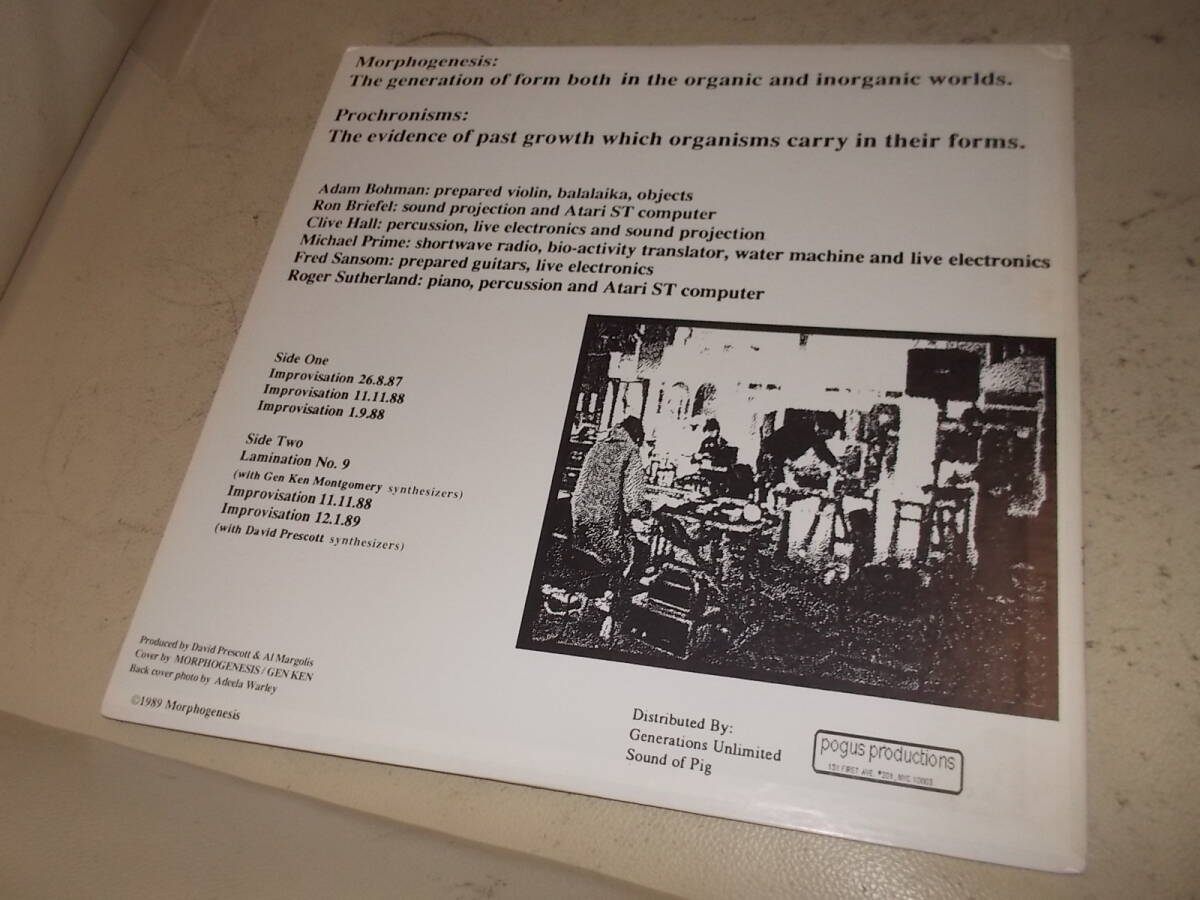 Morphogenesis:
The generation of form both in the organic and inorganic worlds.
Prochronisms:
The evidence of past growth which organisms carry in their forms.
Adam Bohman: prepared violin, balalaika, objects
Ron Briefel: sound projection and Atari ST computer
Clive Hall: percussion, live electronics and sound projection
Michael Prime: shortwave radio, bio-activity translator, water machine and live electronics
Fred Sansom: prepared guitars, live electronics
Roger Sutherland: piano, percussion and Atari ST computer
Side One
Improvisation 26.8.87
Improvisation 11.11.88
Improvisation 1.9.88
Side Two
Lamination No. 9
(with Gen Ken Montgomery synthesizers)
Improvisation 11.11.88
Improvisation 12.1.89
(with David Prescott synthesizers)
Produced by David Prescott & Al Margolis
Cover by MORPHOGENESIS / GEN KEN
Back cover photo by Adeela Warley
©1989 Morphogenesis
Distributed By:
Generations Unlimited
Sound of Pig
pogus productions
151 FIRST AVE. #209, NYC 10003